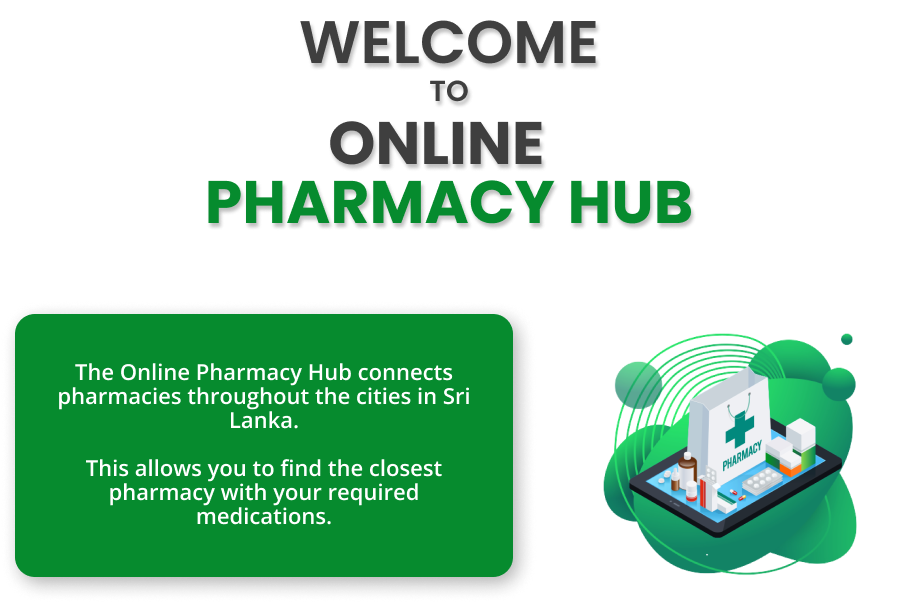 WELCOME
TO
ONLINE
PHARMACY HUB
The Online Pharmacy Hub connects
pharmacies throughout the cities in Sri
Lanka.
This allows you to find the closest
pharmacy with your required
medications.
PHARMACY